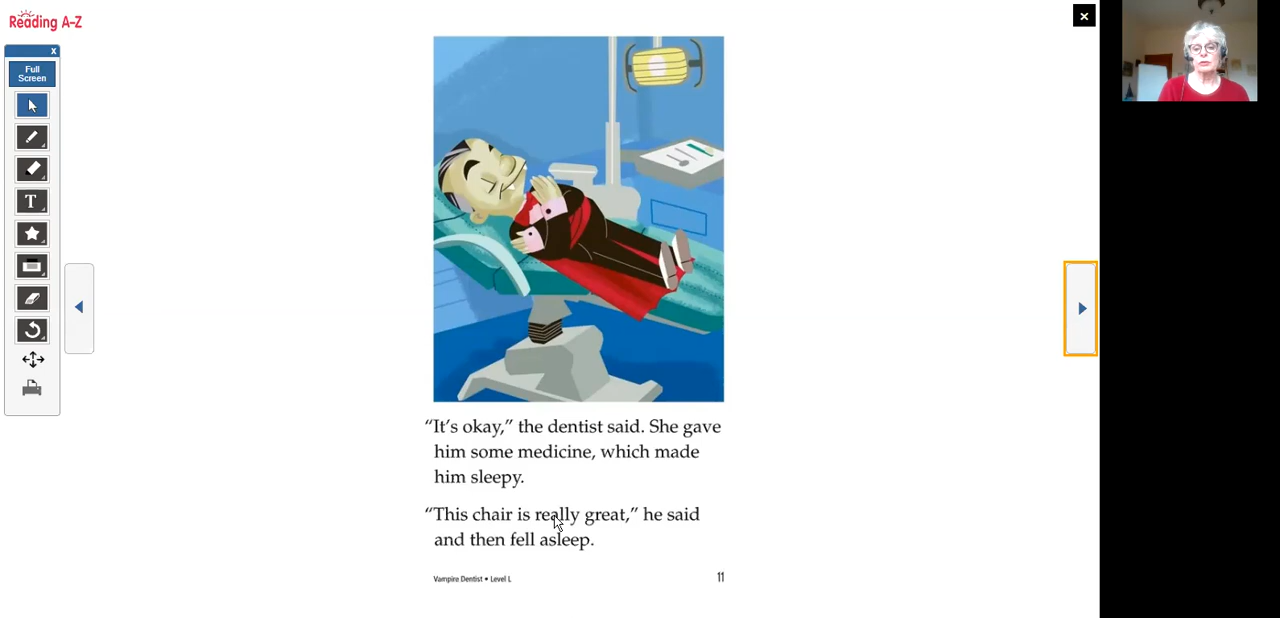 Reading A-Z
x
Full
Screen
T
“It’s okay,” the dentist said. She gave
him some medicine, which made
him sleepy.
“This chair is really great,” he said
and then fell asleep.
Vampire Dentist • Level L
11